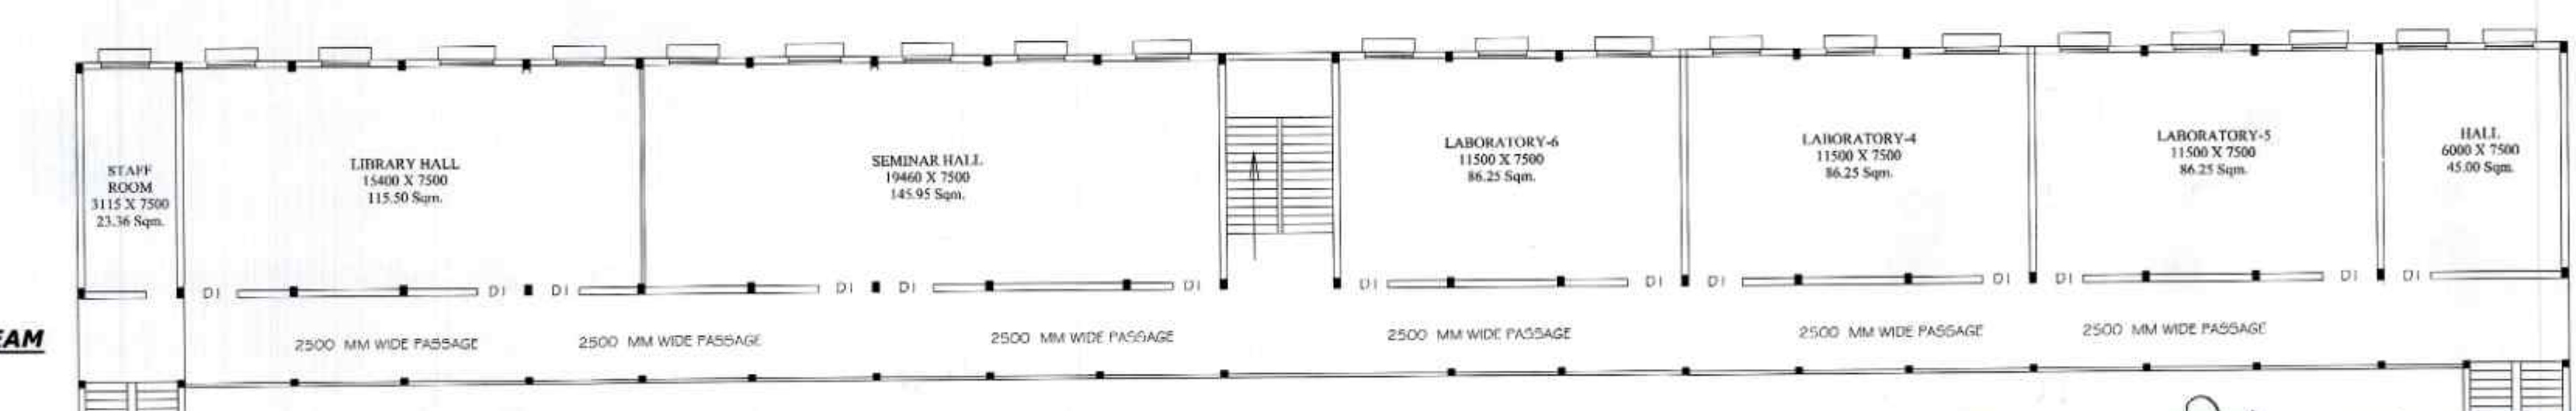 STAFF
ROOM
3115 X 7500
23.36 Sqm.
LIBRARY HALL
15400 X 7500
115.50 Sqm.
SEMINAR HALL
19460 X 7500
145.95 Sqm.
LABORATORY-6
11500 X 7500
86.25 Sqm.
LABORATORY-4
11500 X 7500
86.25 Sqm.
LABORATORY-5
11500 X 7500
86.25 Sqm.
HALL
6000 X 7500
45.00 Sqm.
D1
D1
D1
D1
D1
D1
D1
D1
D1
D1
D1
D1
D1
2500 MM WIDE PASSAGE
2500 MM WIDE PASSAGE
2500 MM WIDE PASSAGE
2500 MM WIDE PASSAGE
2500 MM WIDE PASSAGE
2500 MM WIDE PASSAGE
EAM